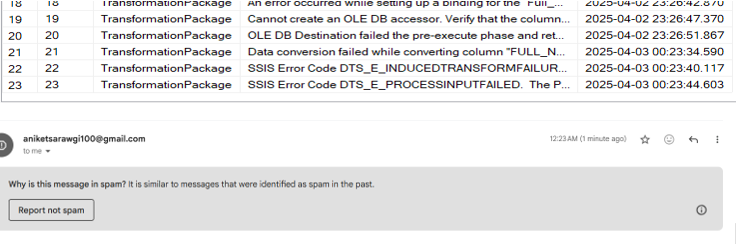 18 18 TransformationPackage An error occurred while setting up a binding for the "Full_... 2025-04-02 23:26:42.870
19 19 TransformationPackage Cannot create an OLE DB accessor. Verify that the column... 2025-04-02 23:26:47.370
20 20 TransformationPackage OLE DB Destination failed the pre-execute phase and ret... 2025-04-02 23:26:51.867
21 21 TransformationPackage Data conversion failed while converting column "FULL_N... 2025-04-03 00:23:34.590
22 22 TransformationPackage SSIS Error Code DTS_E_INDUCEDTRANSFORMFAILUR... 2025-04-03 00:23:40.117
23 23 TransformationPackage SSIS Error Code DTS_E_PROCESSINPUTFAILED. The P... 2025-04-03 00:23:44.603
aniketsarawgi100@gmail.com 12:23 AM (1 minute ago)
to me
Why is this message in spam? It is similar to messages that were identified as spam in the past.
Report not spam